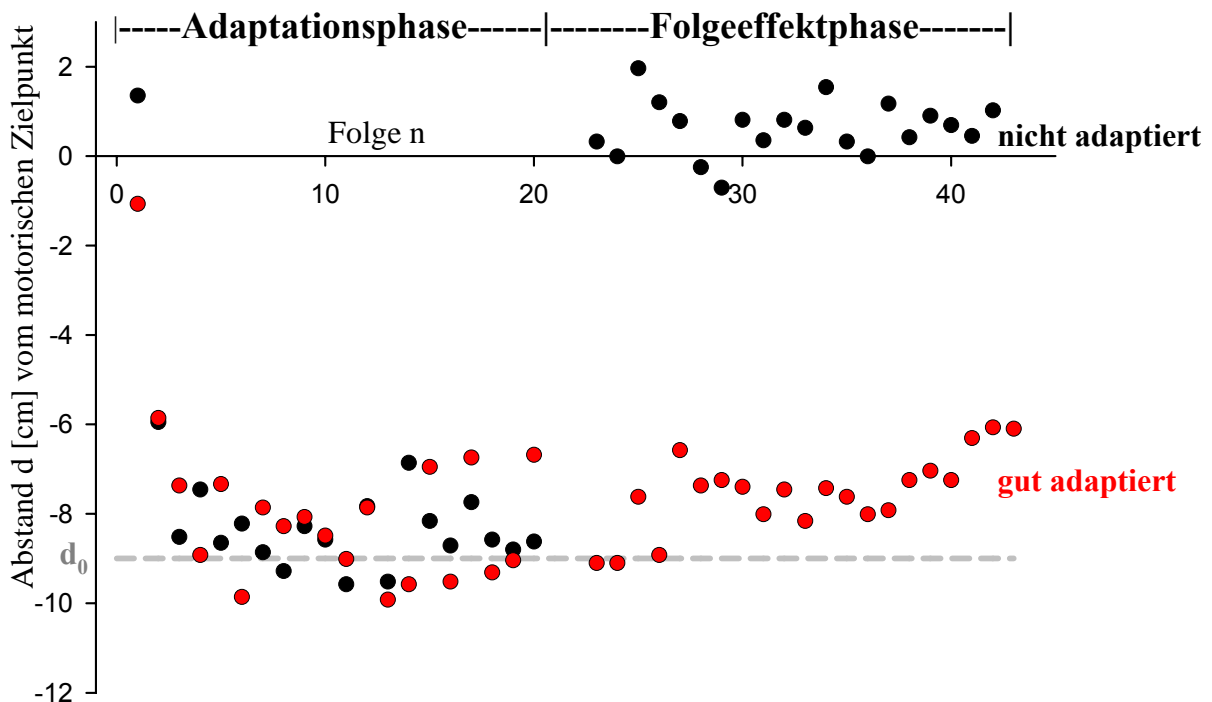 |-----Adaptationsphase-----|--------Folgeeffektphase-------|
Abstand d [cm] vom motorischen Zielpunkt
2
Folge n
nicht adaptiert
0
0 10 20 30 40
-2
-4
-6
gut adaptiert
-8
d0
-10
-12